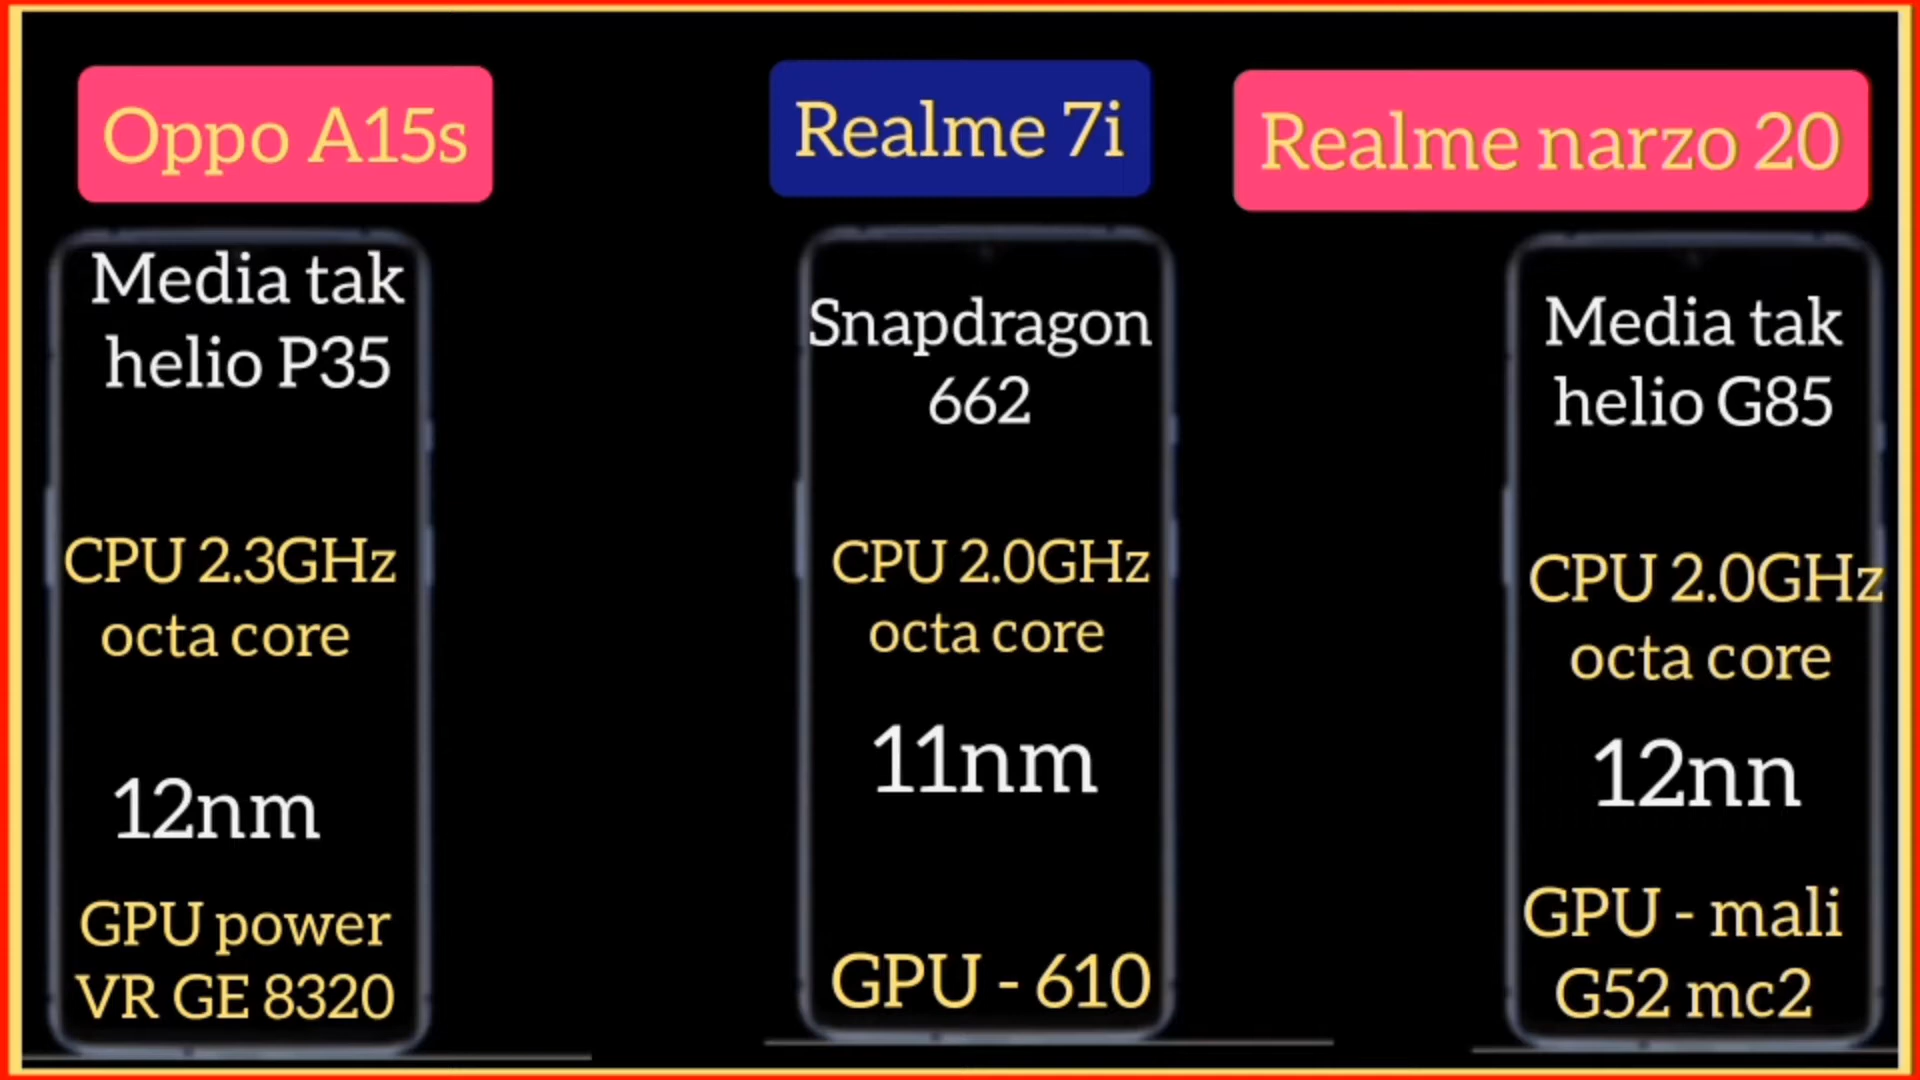 Oppo A15s
Media tak
helio P35
CPU 2.3GHz
octa core
12nm
GPU power
VR GE 8320
Realme 7i
Snapdragon
662
CPU 2.0GHz
octa core
11nm
GPU - 610
Realme narzo 20
Media tak
helio G85
CPU 2.0GHz
octa core
12nn
GPU - mali
G52 mc2